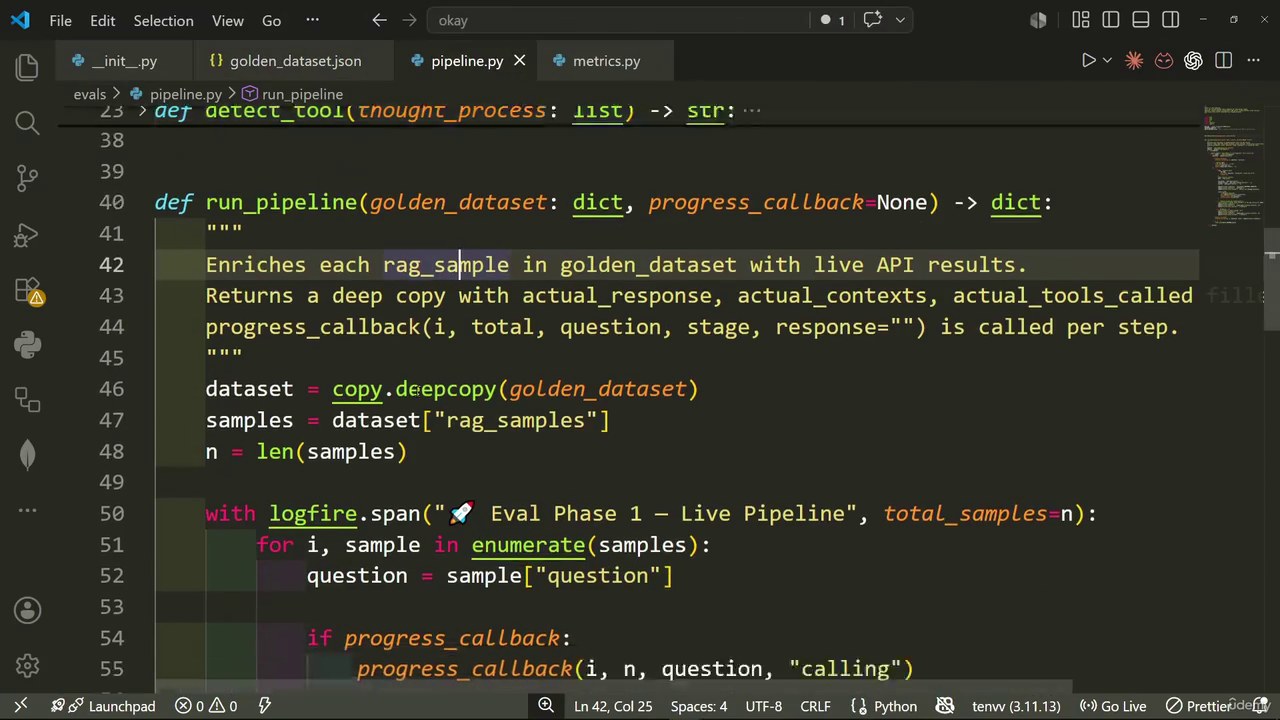 File Edit Selection View Go ··· okay 1
__init__.py golden_dataset.json pipeline.py metrics.py
evals > pipeline.py > run_pipeline
23 def detect_tool(thought_process: list) -> str: ···
38
39
40 def run_pipeline(golden_dataset: dict, progress_callback=None) -> dict:
41 """
42 Enriches each rag_sample in golden_dataset with live API results.
43 Returns a deep copy with actual_response, actual_contexts, actual_tools_called fille
44 progress_callback(i, total, question, stage, response="") is called per step.
45 """
46 dataset = copy.deepcopy(golden_dataset)
47 samples = dataset["rag_samples"]
48 n = len(samples)
49
50 with logfire.span("🚀 Eval Phase 1 — Live Pipeline", total_samples=n):
51 for i, sample in enumerate(samples):
52 question = sample["question"]
53
54 if progress_callback:
55 progress_callback(i, n, question, "calling")
Launchpad 0 0 Ln 42, Col 25 Spaces: 4 UTF-8 CRLF Python tenvv (3.11.13) Go Live Prettier
udemy